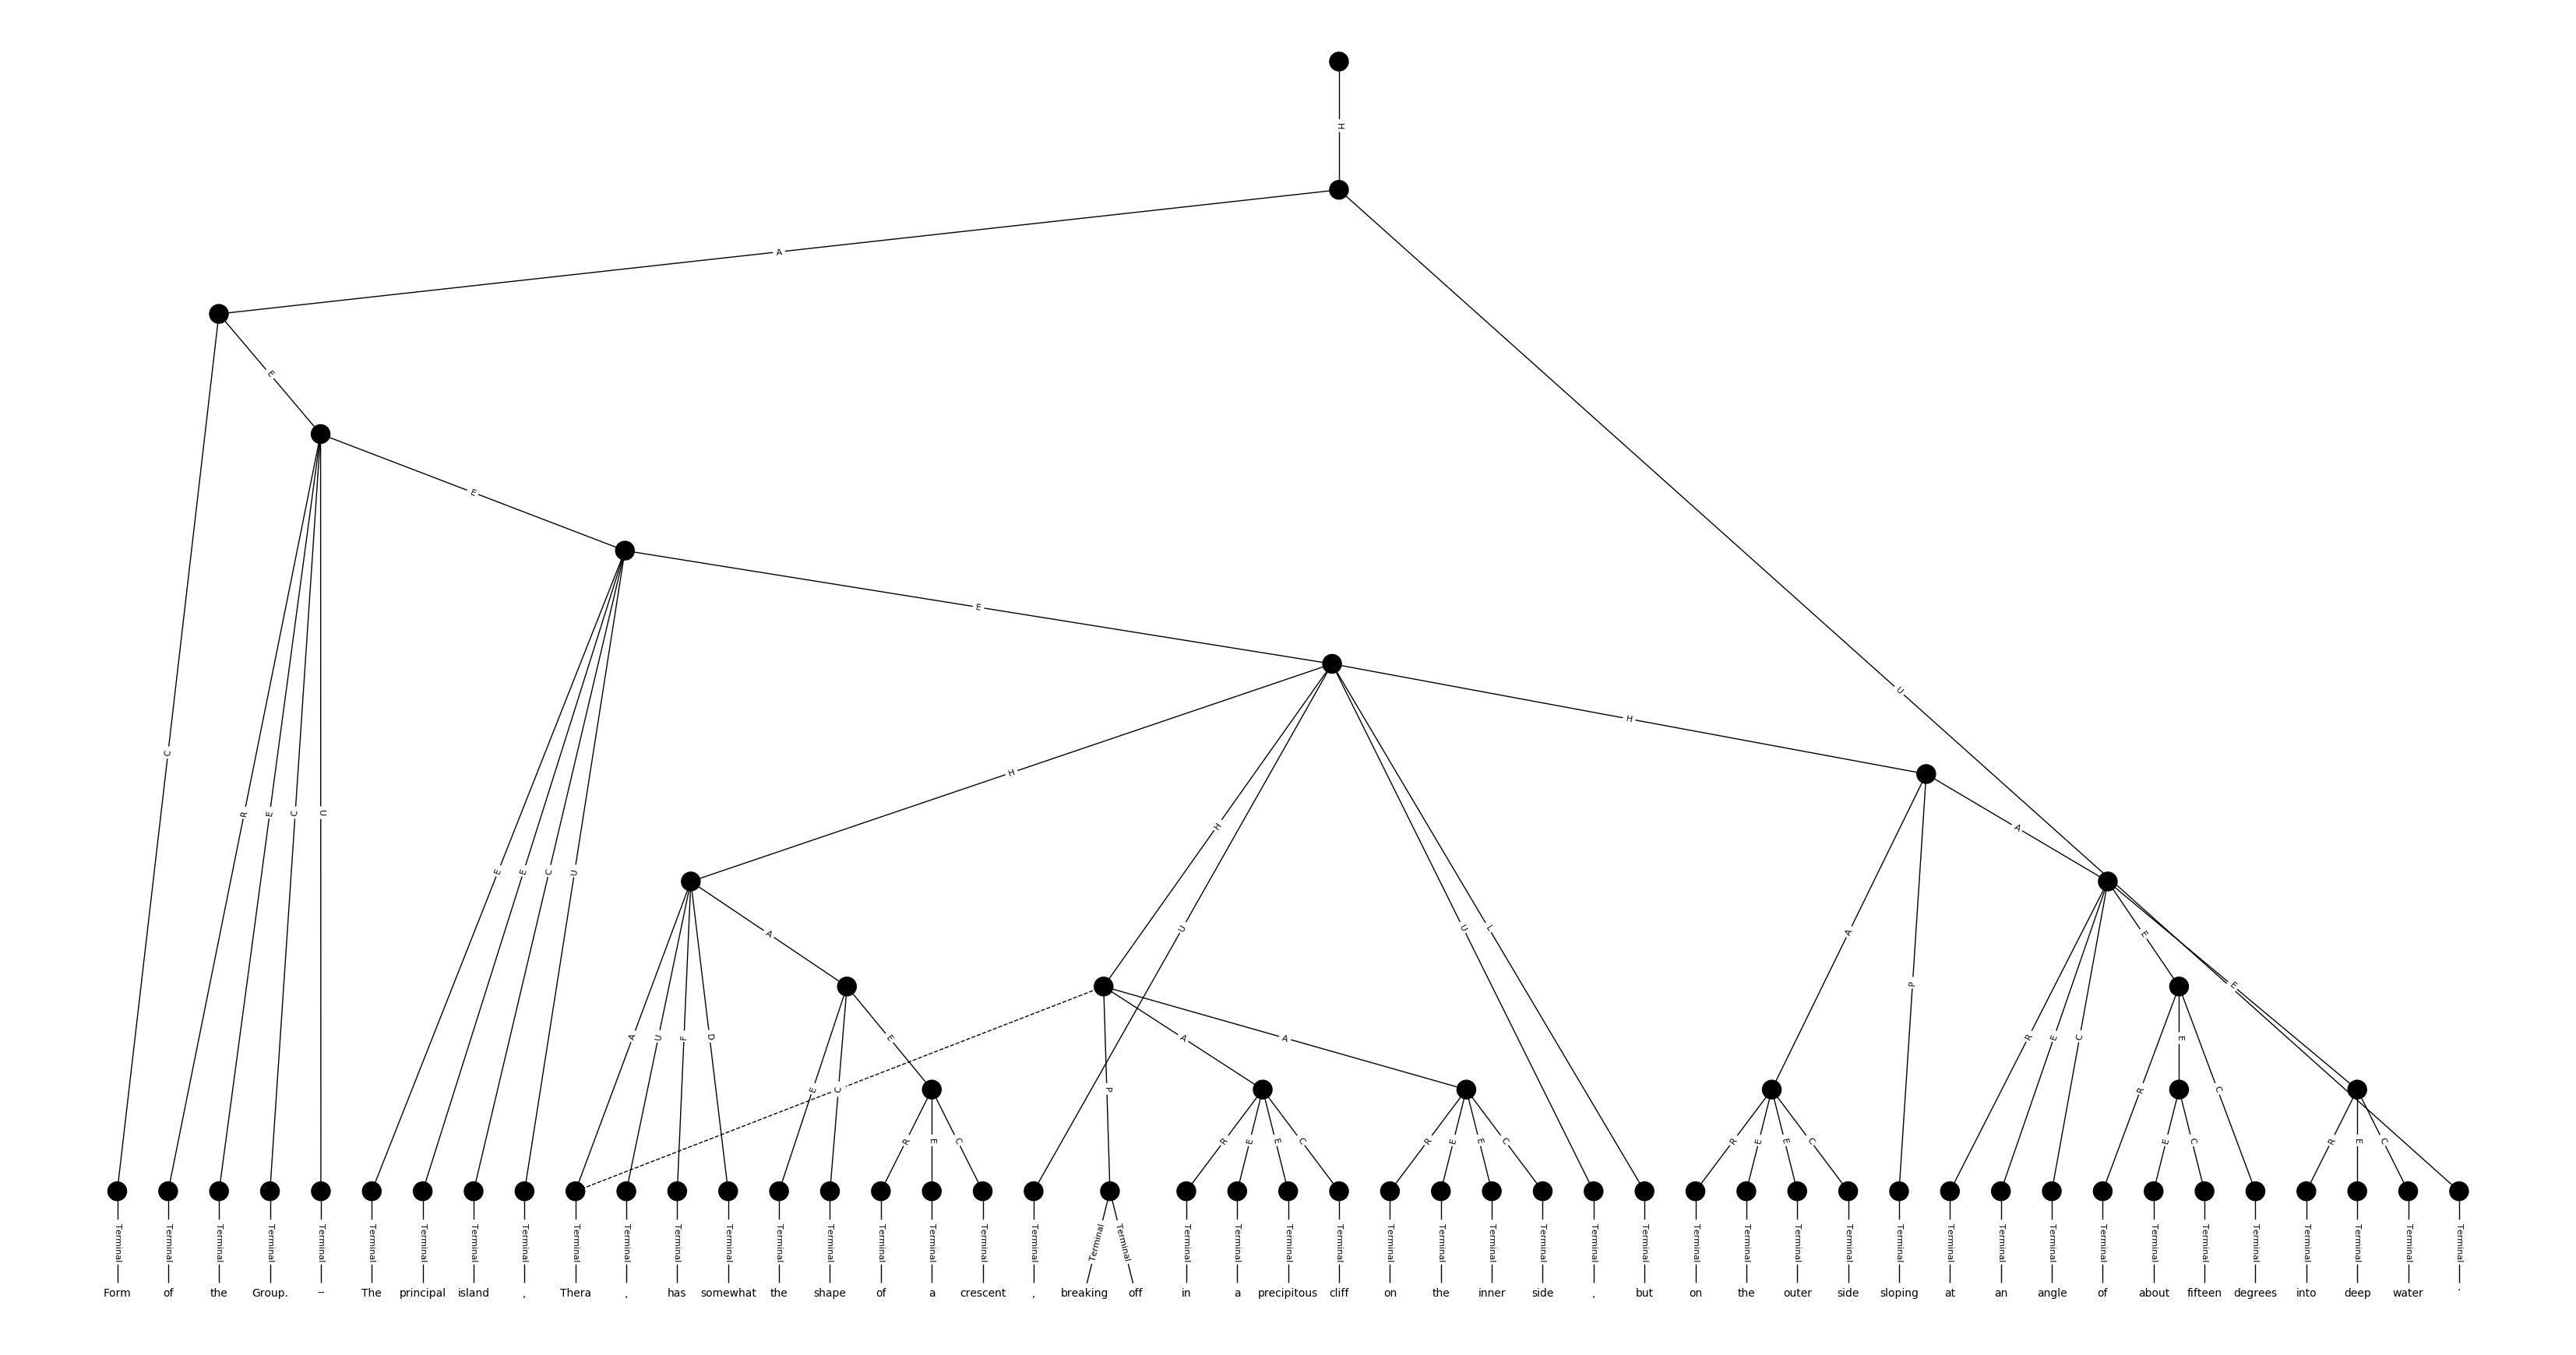 H
A
E
E
E
U
H
H
A
C
R
E
C
U
E
E
C
U
H
U
U
L
A
P
E
A
A
U
F
D
R
E
C
E
E
C
E
P
A
A
R
E
C
R
E
C
R
E
E
C
R
E
E
C
R
E
E
C
E
C
R
E
C
Terminal Terminal Terminal Terminal Terminal Terminal Terminal Terminal Terminal Terminal Terminal Terminal Terminal Terminal Terminal Terminal Terminal Terminal Terminal Terminal Terminal Terminal Terminal Terminal Terminal Terminal Terminal Terminal Terminal Terminal Terminal Terminal Terminal Terminal Terminal Terminal Terminal Terminal Terminal Terminal Terminal Terminal Terminal Terminal Terminal Terminal Terminal
Form of the Group. -- The principal island , Thera , has somewhat the shape of a crescent , breaking off in a precipitous cliff on the inner side , but on the outer side sloping at an angle of about fifteen degrees into deep water .